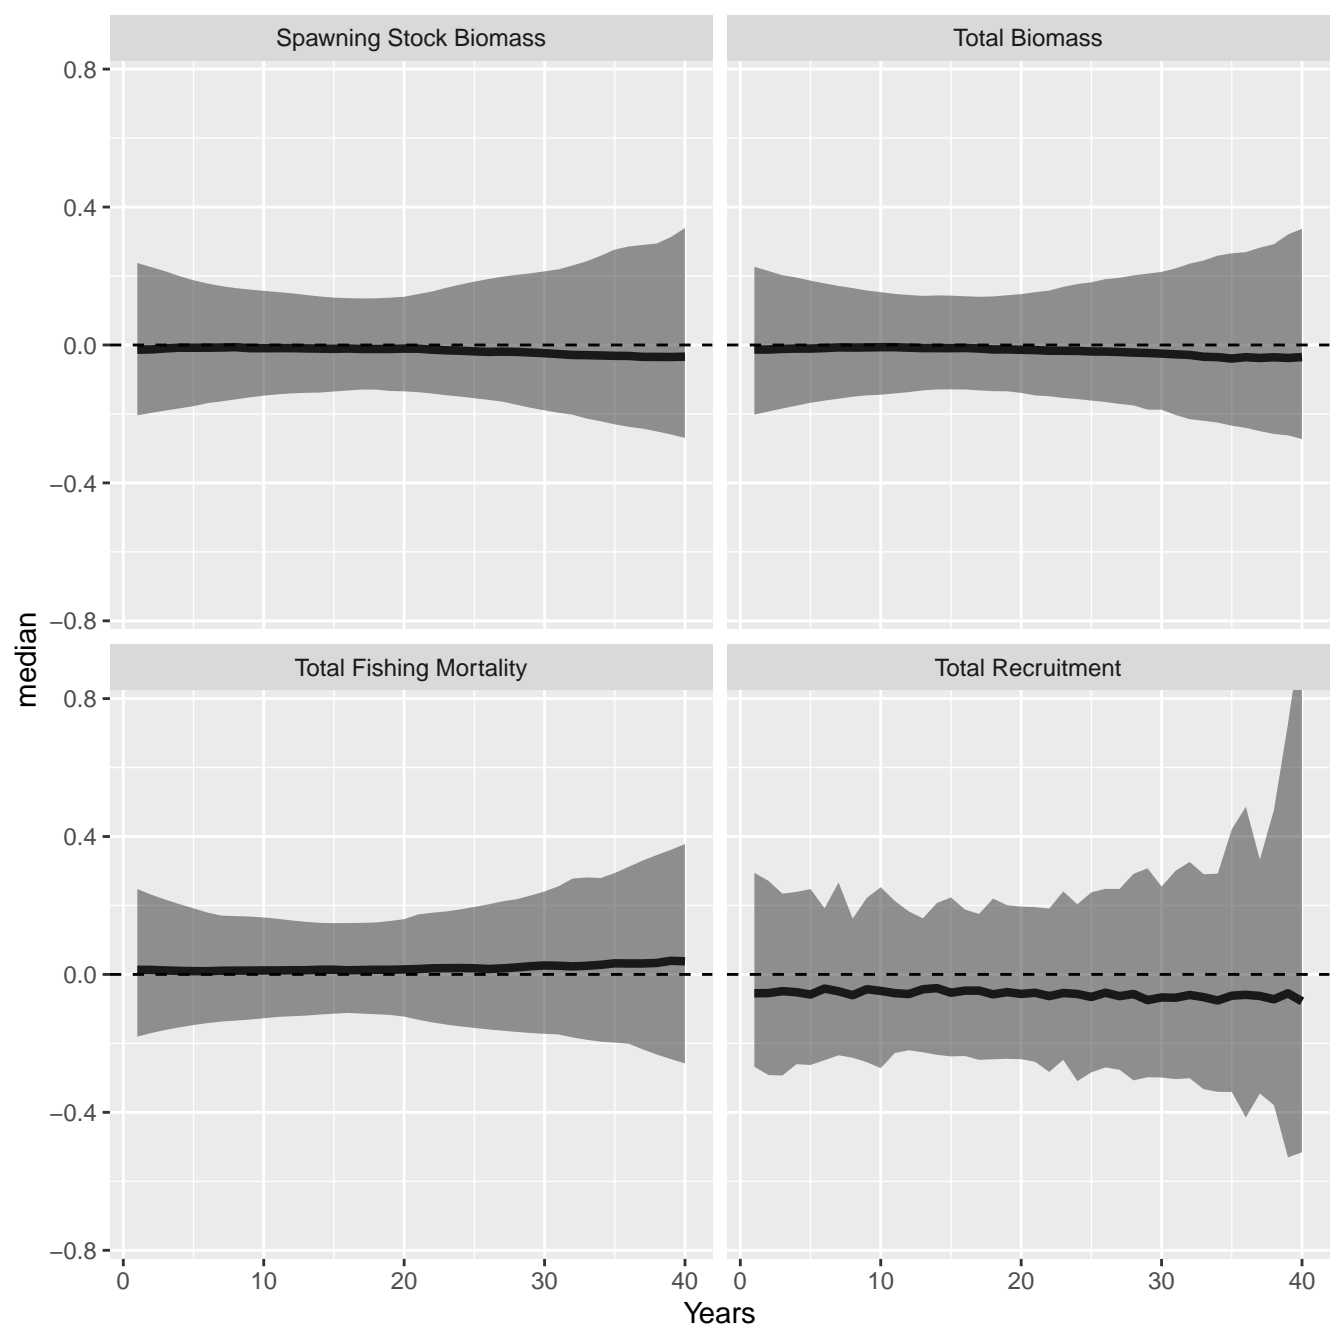 Spawning Stock Biomass
Total Biomass
0.8
0.4
0.0
−0.4
−0.8
median
Total Fishing Mortality
Total Recruitment
0.8
0.4
0.0
−0.4
−0.8
0 10 20 30 40
0 10 20 30 40
Years